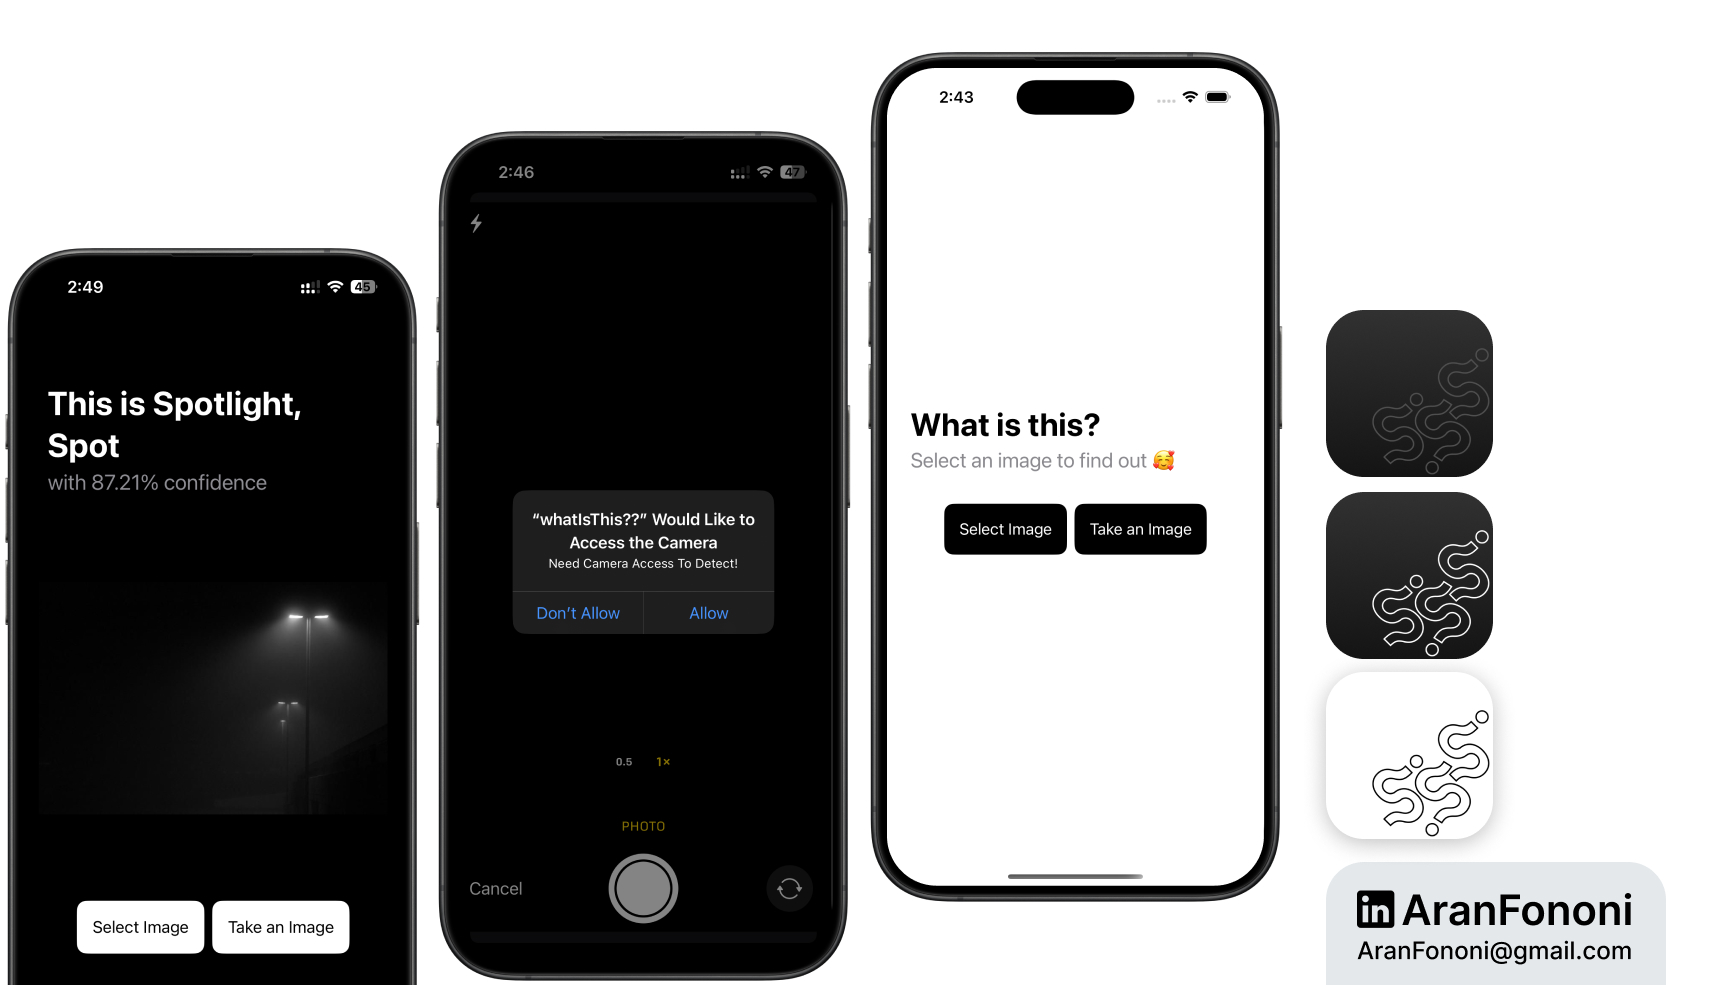 2:49
45
This is Spotlight,
Spot
with 87.21% confidence
Select Image
Take an Image
2:46
47
“whatIsThis??” Would Like to
Access the Camera
Need Camera Access To Detect!
Don’t Allow
Allow
0.5
1×
PHOTO
Cancel
2:43
What is this?
Select an image to find out 🥰
Select Image
Take an Image
in AranFononi
AranFononi@gmail.com